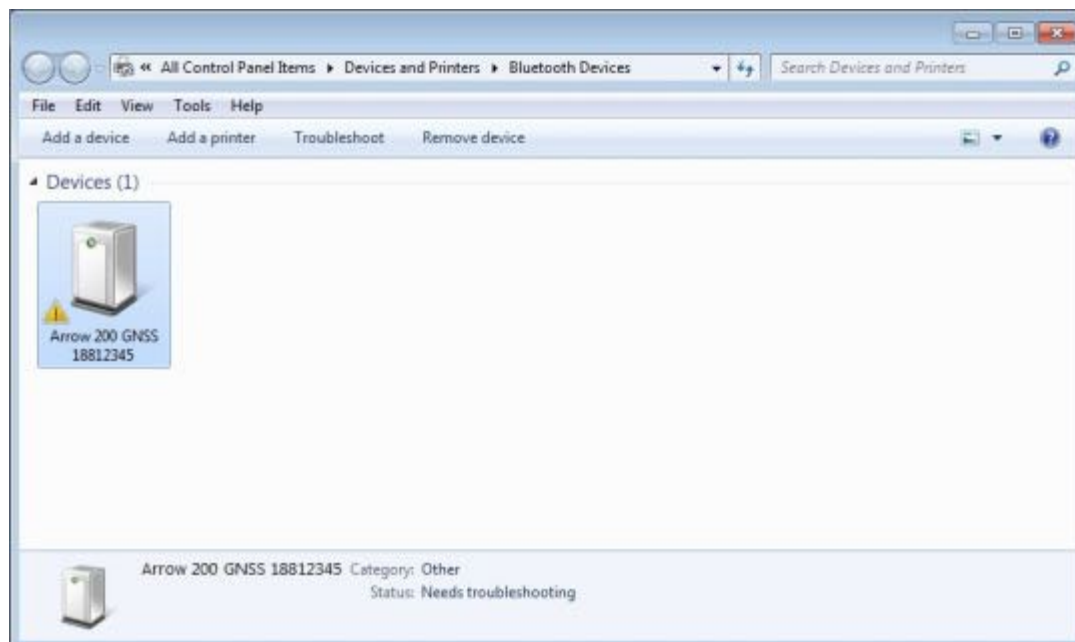 « All Control Panel Items ▸ Devices and Printers ▸ Bluetooth Devices
Search Devices and Printers
File Edit View Tools Help
Add a device Add a printer Troubleshoot Remove device
Devices (1)
Arrow 200 GNSS
18812345
Arrow 200 GNSS 18812345 Category: Other
Status: Needs troubleshooting